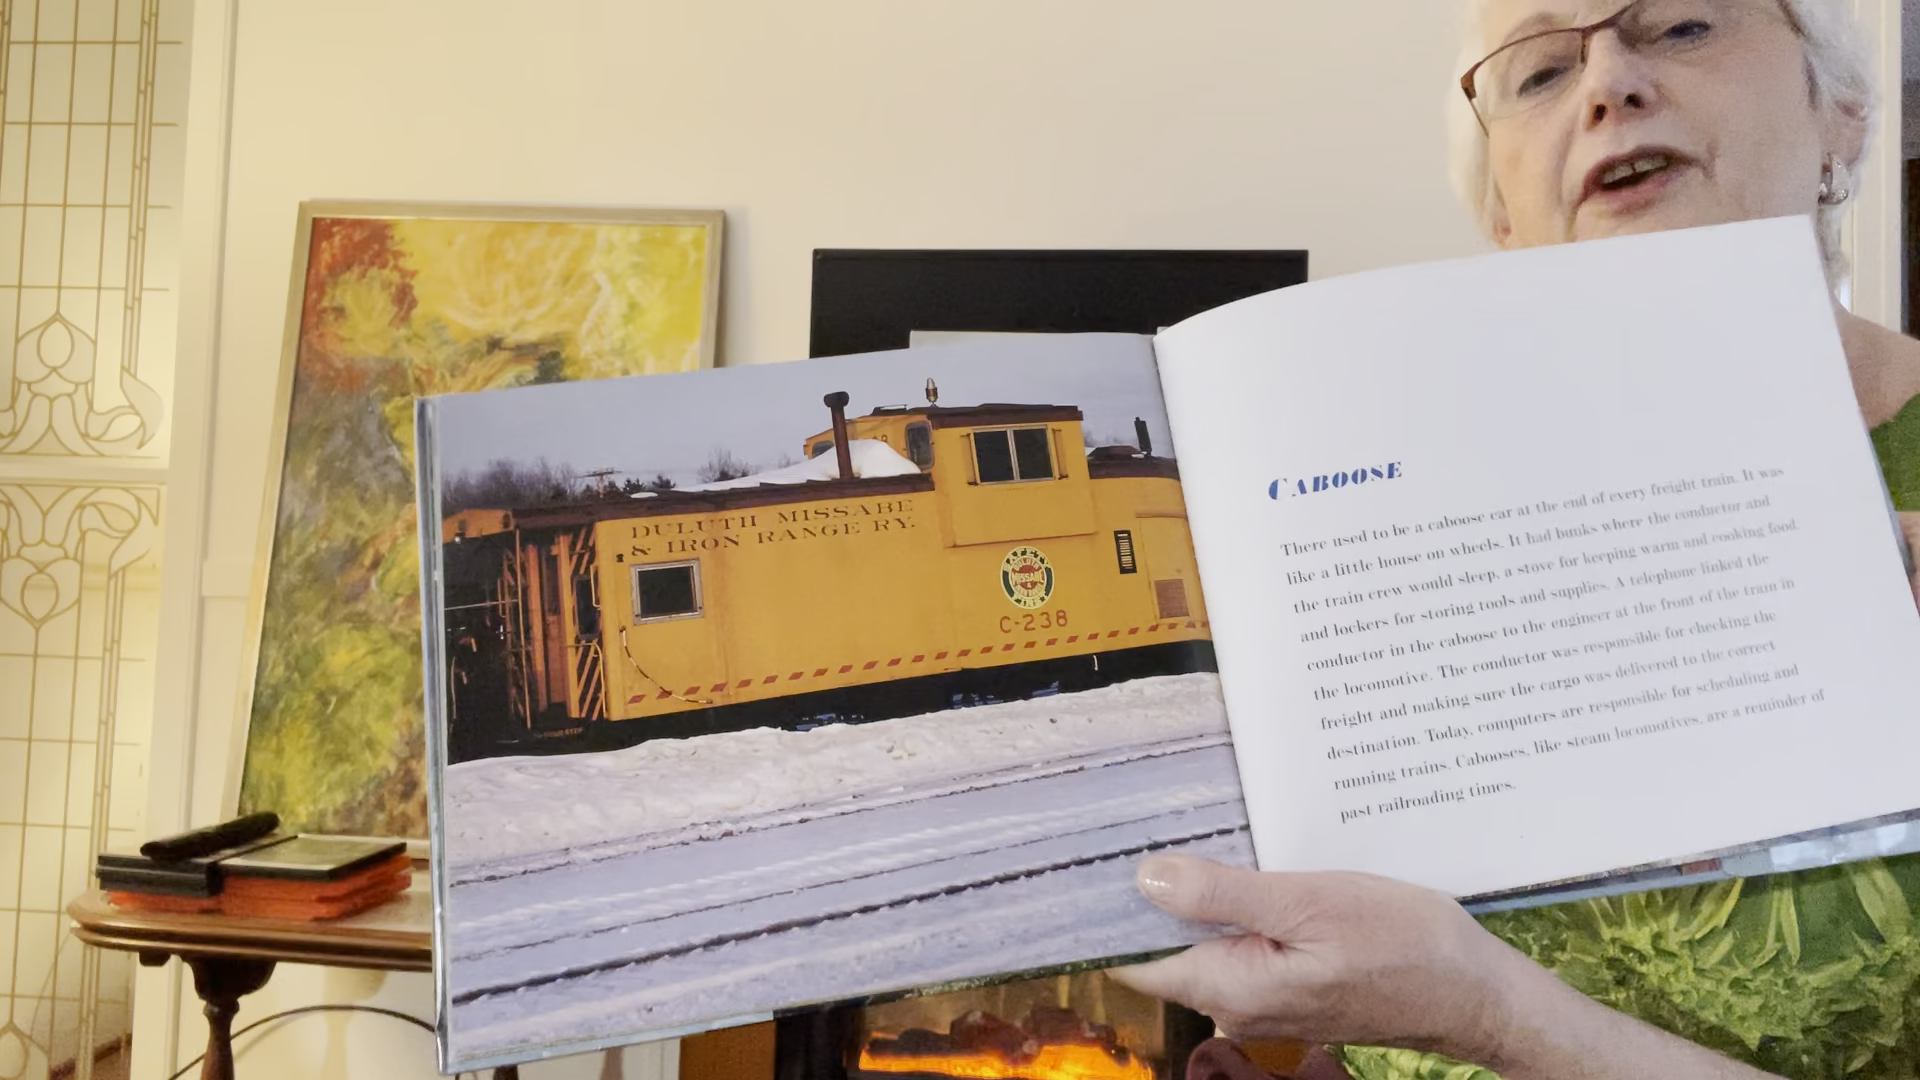 DULUTH MISSABE
& IRON RANGE RY.
SAFETY
DULUTH
MISSABE
&
FIRST
C-238
CABOOSE
There used to be a caboose car at the end of every freight train. It was
like a little house on wheels. It had bunks where the conductor and
the train crew would sleep, a stove for keeping warm and cooking food,
and lockers for storing tools and supplies. A telephone linked the
conductor in the caboose to the engineer at the front of the train in
the locomotive. The conductor was responsible for checking the
freight and making sure the cargo was delivered to the correct
destination. Today, computers are responsible for scheduling and
running trains. Cabooses, like steam locomotives, are a reminder of
past railroading times.